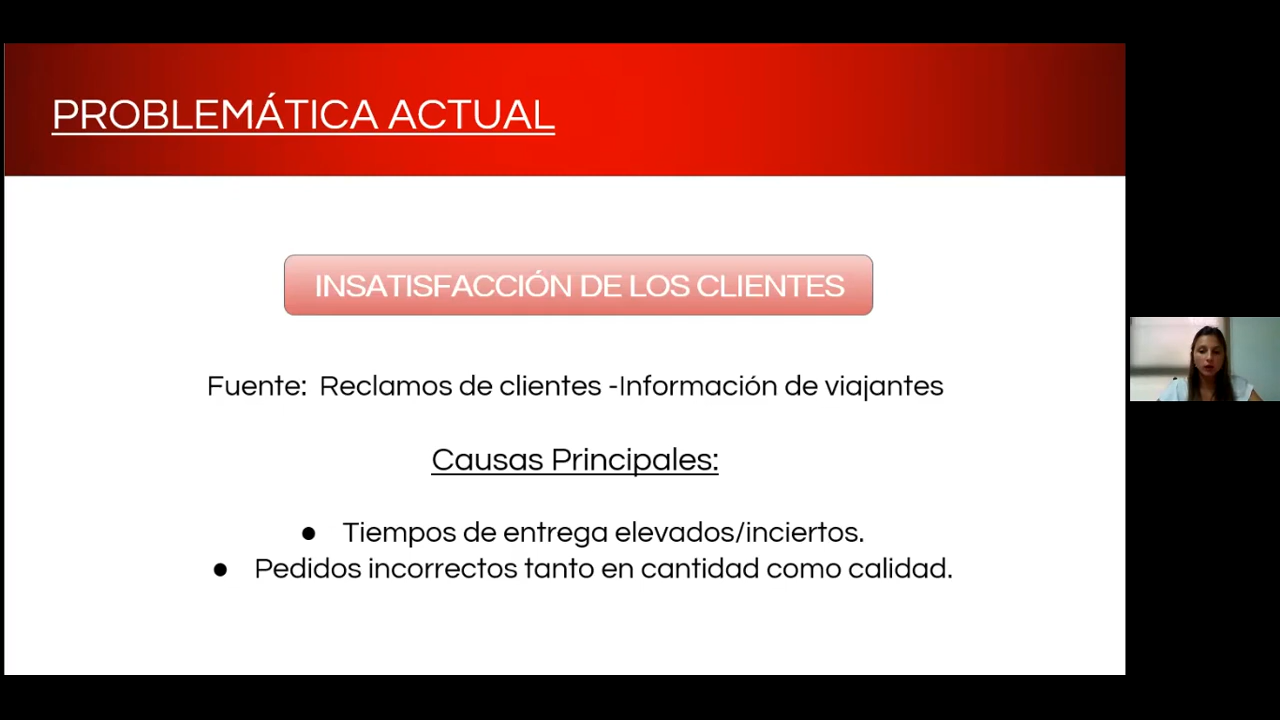 PROBLEMÁTICA ACTUAL
INSATISFACCIÓN DE LOS CLIENTES
Fuente:  Reclamos de clientes -Información de viajantes
Causas Principales:
● Tiempos de entrega elevados/inciertos.
● Pedidos incorrectos tanto en cantidad como calidad.